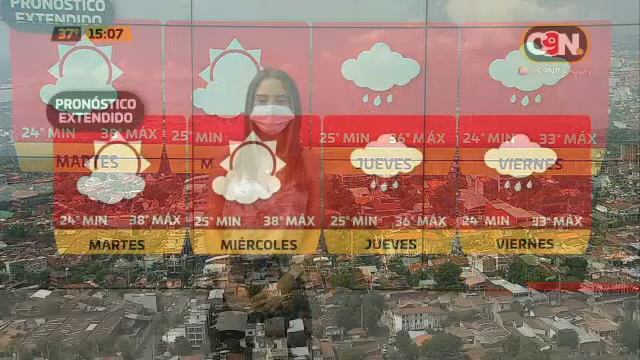 PRONÓSTICO
EXTENDIDO
37° 15:07
C9N
@C9NParaguay
24° MIN 38° MÁX 25° MIN 25° MIN 36° MÁX 24° MIN 33° MÁX
MARTES JUEVES VIERNES
PRONÓSTICO
EXTENDIDO
24° MIN 38° MÁX 25° MIN 38° MÁX 25° MIN 36° MÁX 24° MIN 33° MÁX
MARTES MIÉRCOLES JUEVES VIERNES